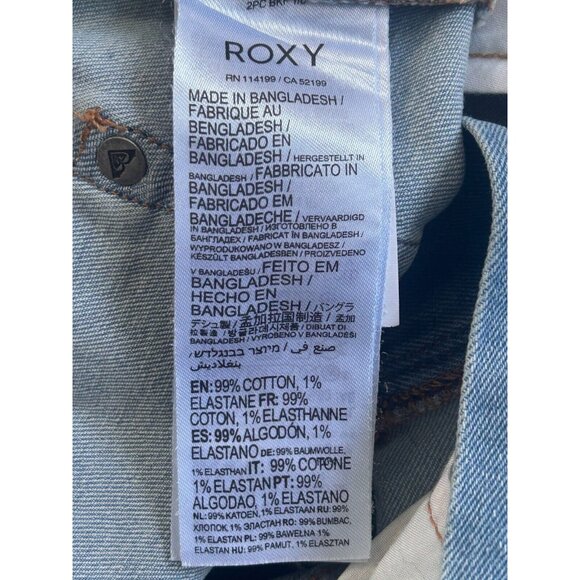 2PC BKP
ROXY
RN 114199 / CA 52199
MADE IN BANGLADESH /
FABRIQUE AU
BENGLADESH /
FABRICADO EN
BANGLADESH / HERGESTELLT IN
BANGLADESH / FABBRICATO IN
BANGLADESH /
FABRICADO EM
BANGLADECHE / VERVAARDIGD
IN BANGLADESH / ИЗГОТОВЛЕНО В
БАНГЛАДЕХ / FABRICAT IN BANGLADESH /
WYPRODUKOWANO W BANGLADESZ /
KÉSZÜLT BANGLADESBEN / PROIZVEDENO
V BANGLADEŠU / FEITO EM
BANGLADESH /
HECHO EN
BANGLADESH / バングラ
デシュ製 / 孟加拉国制造 / 孟加
拉製造 / 방글라데시제품 / DIBUAT DI
BANGLADESH /
صنع في / מיוצר בבנגלדש /
بنغلاديش
EN: 99% COTTON, 1%
ELASTANE FR: 99%
COTON, 1% ELASTHANNE
ES: 99% ALGODÓN, 1%
ELASTANO DE: 99% BAUMWOLLE,
1% ELASTHAN IT: 99% COTONE
1% ELASTAN PT: 99%
ALGODAO, 1% ELASTANO
NL: 99% KATOEN, 1% ELASTAAN RU: 99%
ХЛОПОК, 1% ЭЛАСТАН RO: 99% BUMBAC,
1% ELASTAN PL: 99% BAWEŁNA 1%
ELASTAN HU: 99% PAMUT, 1% ELASZTAN